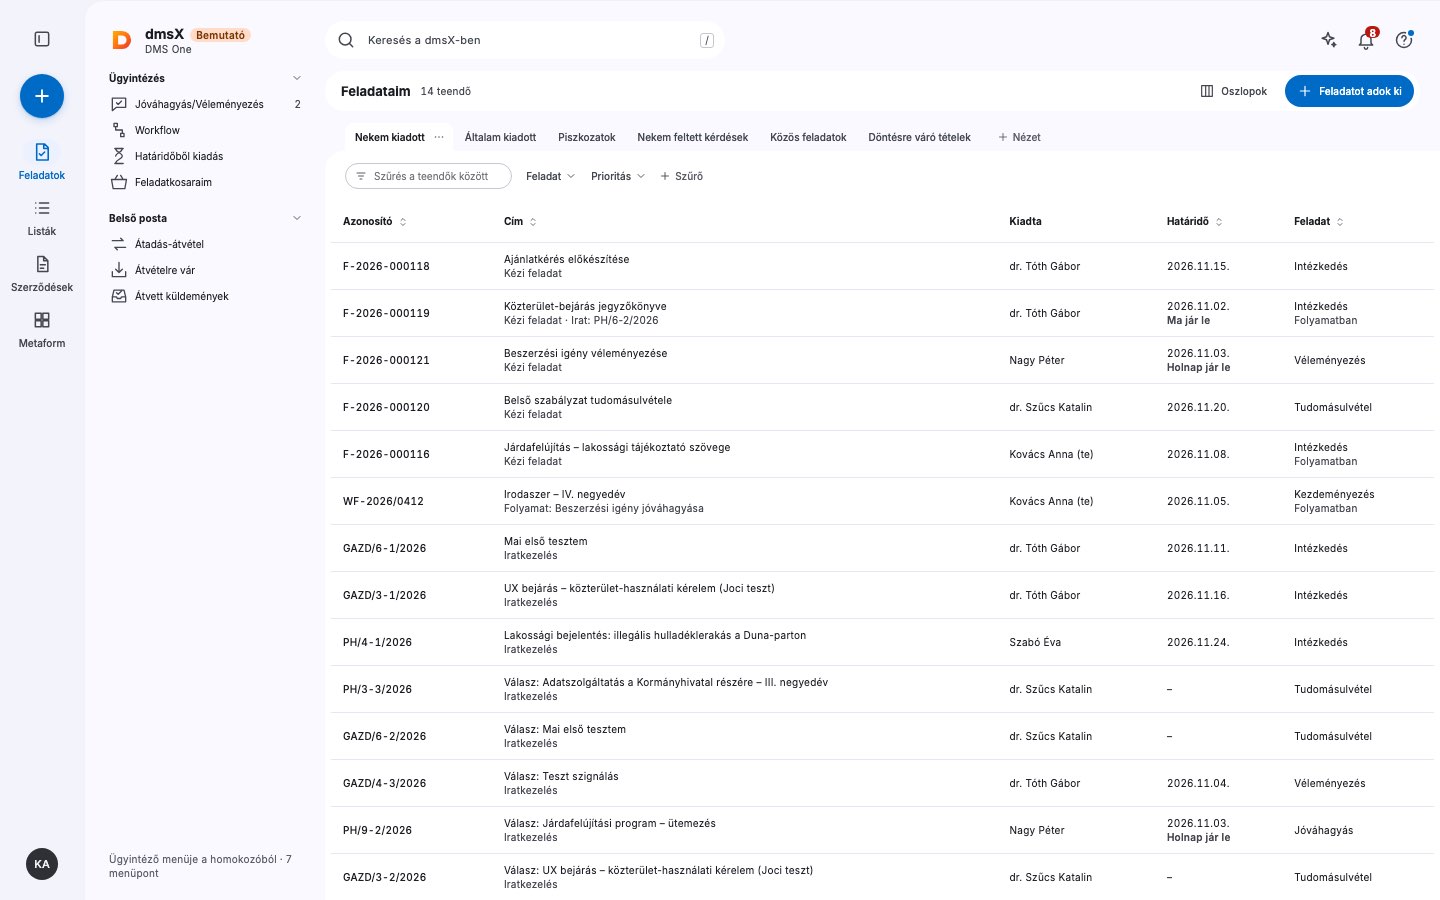 dmsX Bemutató
DMS One
Keresés a dmsX-ben /
8
Feladatok
Listák
Szerződések
Metaform
KA
Ügyintézés
Jóváhagyás/Véleményezés 2
Workflow
Határidőből kiadás
Feladatkosaraim
Belső posta
Átadás-átvétel
Átvételre vár
Átvett küldemények
Ügyintéző menüje a homokozóból · 7
menüpont
Feladataim 14 teendő
Oszlopok
Feladatot adok ki
Nekem kiadott ··· Általam kiadott Piszkozatok Nekem feltett kérdések Közös feladatok Döntésre váró tételek + Nézet
Szűrés a teendők között Feladat Prioritás + Szűrő
Azonosító Cím Kiadta Határidő Feladat
F-2026-000118 Ajánlatkérés előkészítése dr. Tóth Gábor 2026.11.15. Intézkedés
Kézi feladat
F-2026-000119 Közterület-bejárás jegyzőkönyve dr. Tóth Gábor 2026.11.02. Intézkedés
Kézi feladat · Irat: PH/6-2/2026 Ma jár le Folyamatban
F-2026-000121 Beszerzési igény véleményezése Nagy Péter 2026.11.03. Véleményezés
Kézi feladat Holnap jár le
F-2026-000120 Belső szabályzat tudomásulvétele dr. Szűcs Katalin 2026.11.20. Tudomásulvétel
Kézi feladat
F-2026-000116 Járdafelújítás – lakossági tájékoztató szövege Kovács Anna (te) 2026.11.08. Intézkedés
Kézi feladat Folyamatban
WF-2026/0412 Irodaszer – IV. negyedév Kovács Anna (te) 2026.11.05. Kezdeményezés
Folyamat: Beszerzési igény jóváhagyása Folyamatban
GAZD/6-1/2026 Mai első tesztem dr. Tóth Gábor 2026.11.11. Intézkedés
Iratkezelés
GAZD/3-1/2026 UX bejárás – közterület-használati kérelem (Joci teszt) dr. Tóth Gábor 2026.11.16. Intézkedés
Iratkezelés
PH/4-1/2026 Lakossági bejelentés: illegális hulladéklerakás a Duna-parton Szabó Éva 2026.11.24. Intézkedés
Iratkezelés
PH/3-3/2026 Válasz: Adatszolgáltatás a Kormányhivatal részére – III. negyedév dr. Szűcs Katalin – Tudomásulvétel
Iratkezelés
GAZD/6-2/2026 Válasz: Mai első tesztem dr. Szűcs Katalin – Tudomásulvétel
Iratkezelés
GAZD/4-3/2026 Válasz: Teszt szignálás dr. Tóth Gábor 2026.11.04. Véleményezés
Iratkezelés
PH/9-2/2026 Válasz: Járdafelújítási program – ütemezés Nagy Péter 2026.11.03. Jóváhagyás
Iratkezelés Holnap jár le
GAZD/3-2/2026 Válasz: UX bejárás – közterület-használati kérelem (Joci teszt) dr. Szűcs Katalin – Tudomásulvétel
Iratkezelés